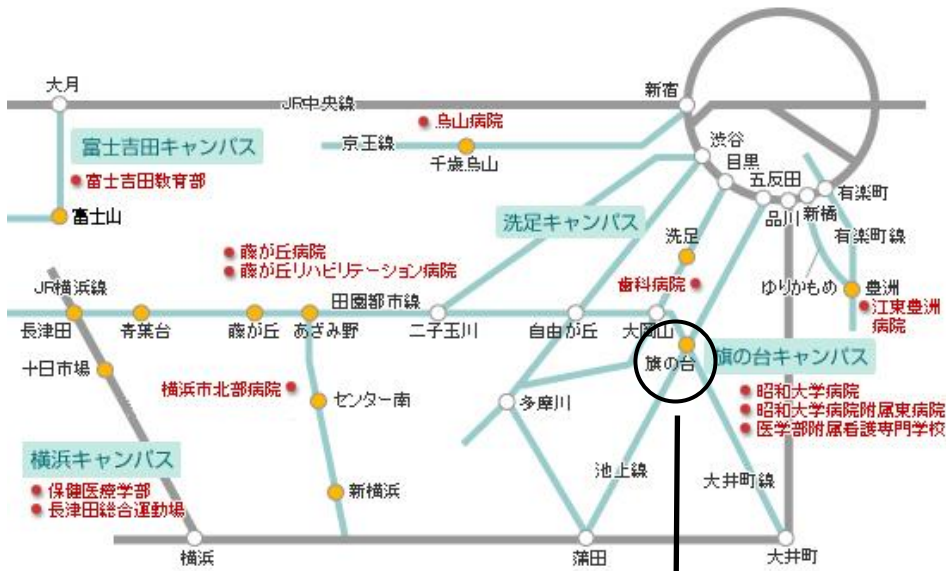 大月
JR中央線
新宿
富士吉田キャンパス
富士吉田教育部
富士山
烏山病院
京王線
千歳烏山
渋谷
目黒
五反田
品川
新橋
有楽町
有楽町線
ゆりかもめ
豊洲
江東豊洲
病院
洗足キャンパス
洗足
歯科病院
藤が丘病院
藤が丘リハビリテーション病院
JR横浜線
田園都市線
長津田
青葉台
藤が丘
あざみ野
二子玉川
自由が丘
大岡山
旗の台
旗の台キャンパス
昭和大学病院
昭和大学病院附属東病院
医学部附属看護専門学校
十日市場
横浜市北部病院
センター南
多摩川
横浜キャンパス
保健医療学部
長津田総合運動場
新横浜
池上線
大井町線
横浜
蒲田
大井町